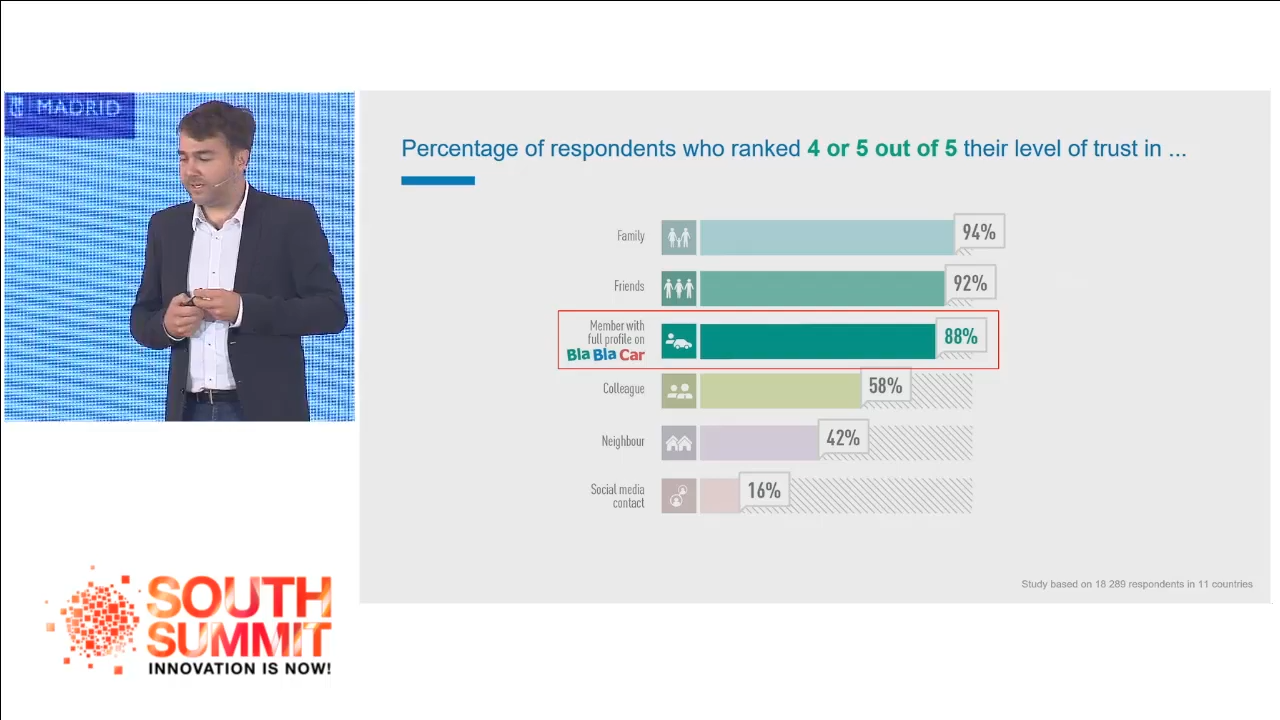 MADRID
Percentage of respondents who ranked 4 or 5 out of 5 their level of trust in ...
Family
94%
Friends
92%
Member with
full profile on
BlaBlaCar
88%
Colleague
58%
Neighbour
42%
Social media
contact
16%
Study based on 18 289 respondents in 11 countries
SOUTH
SUMMIT
INNOVATION IS NOW!